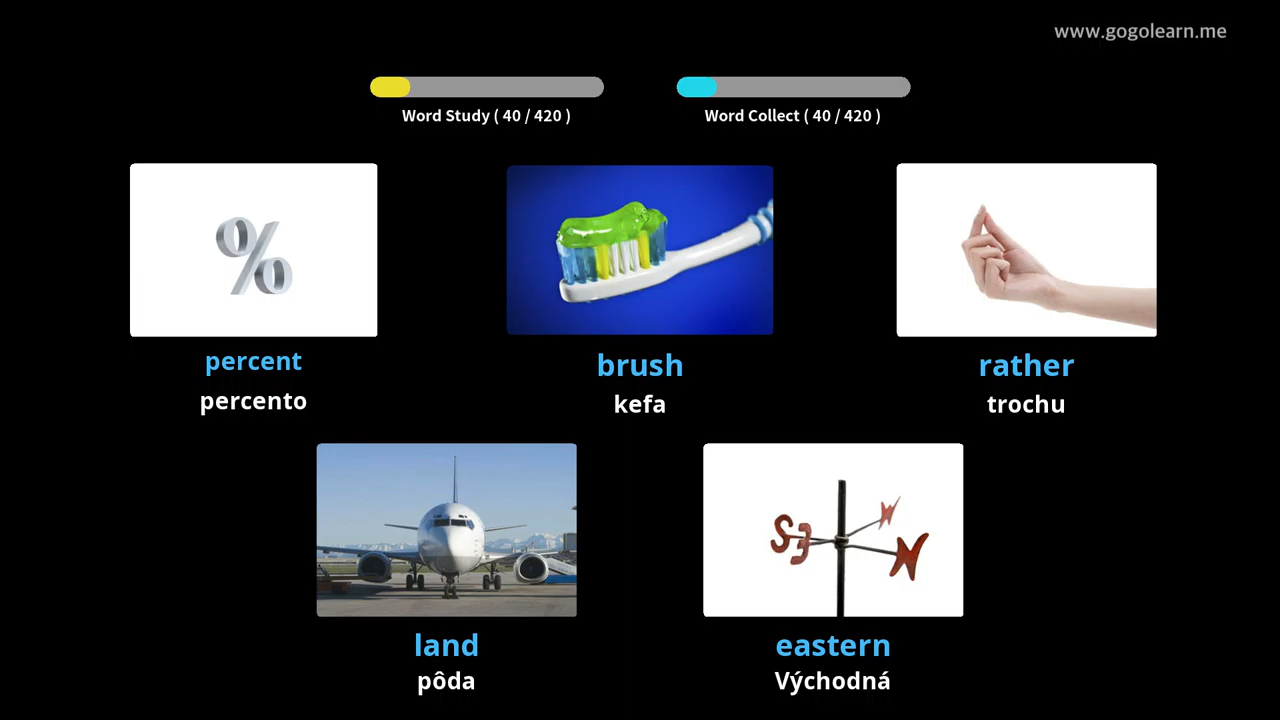 www.gogolearn.me
Word Study ( 40 / 420 )
Word Collect ( 40 / 420 )
%
percent
percento
brush
kefa
rather
trochu
S E N W
land
pôda
eastern
Východná